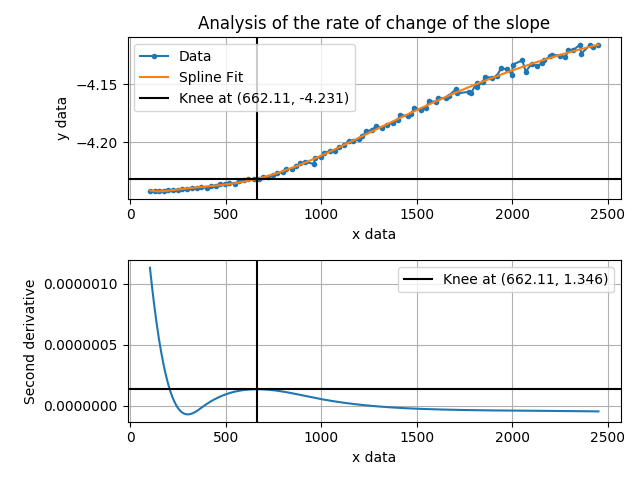 Analysis of the rate of change of the slope
Data
Spline Fit
Knee at (662.11, -4.231)
y data
−4.15
−4.20
0 500 1000 1500 2000 2500
x data
Second derivative
0.0000010
0.0000005
0.0000000
Knee at (662.11, 1.346)
0 500 1000 1500 2000 2500
x data